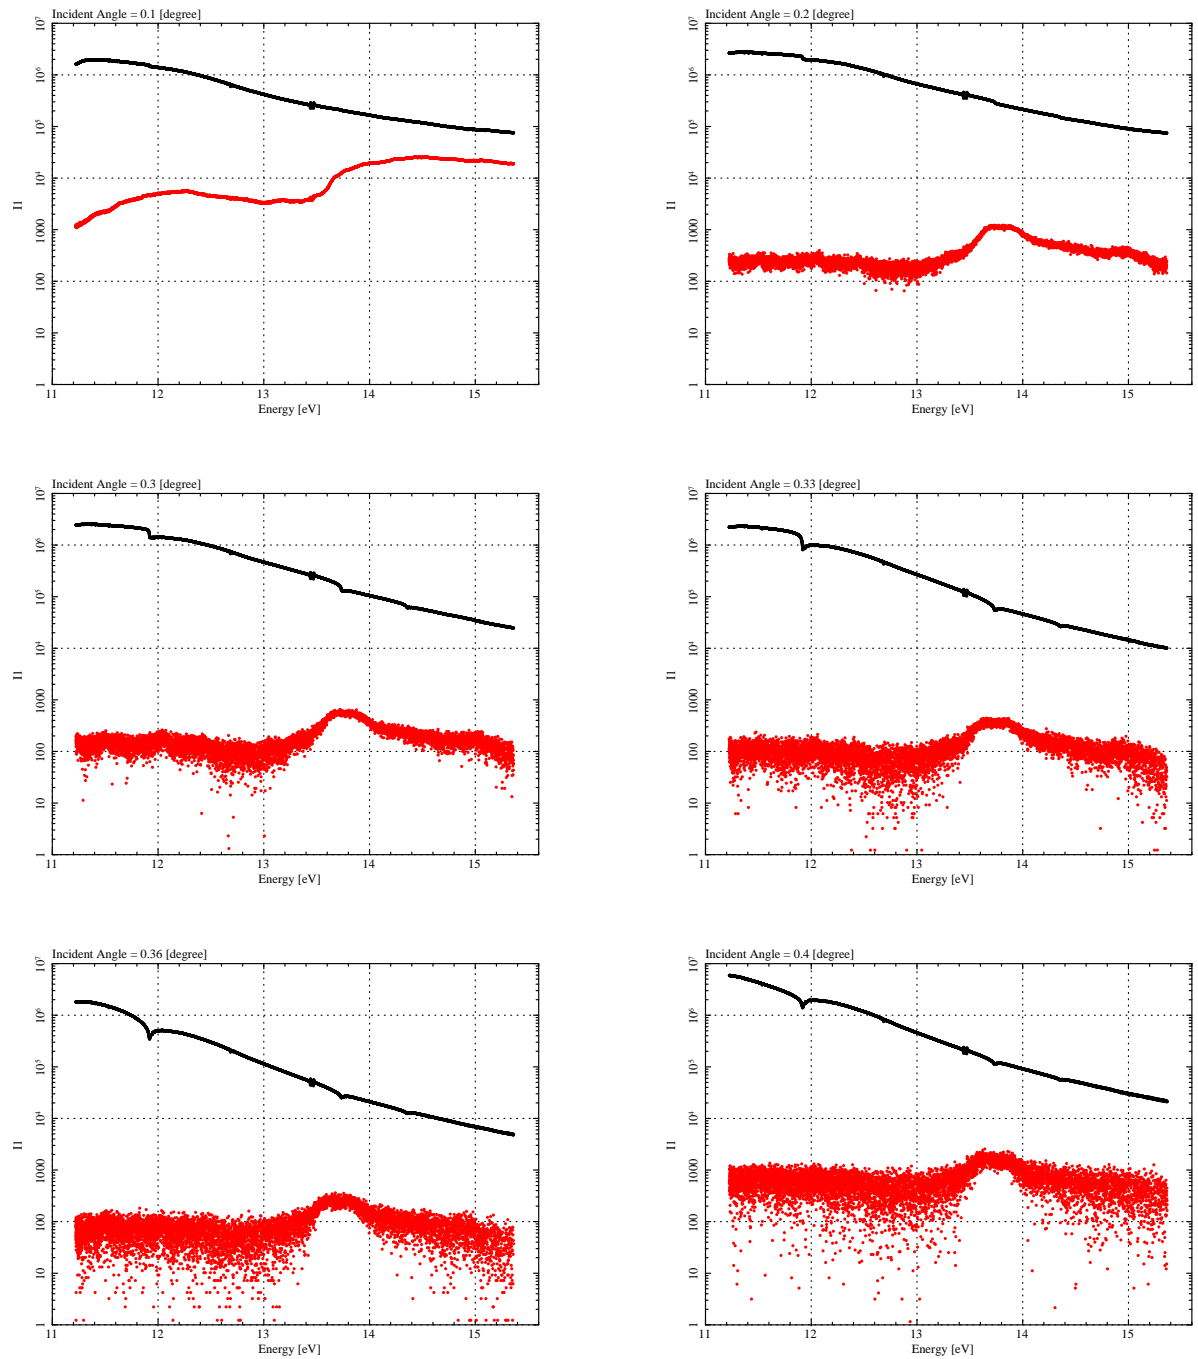 Incident Angle = 0.1 [degree]
10⁷
10⁶
10⁵
10⁴
1000
100
10
1
I1
11 12 13 14 15
Energy [eV]
Incident Angle = 0.2 [degree]
10⁷
10⁶
10⁵
10⁴
1000
100
10
1
I1
11 12 13 14 15
Energy [eV]
Incident Angle = 0.3 [degree]
10⁷
10⁶
10⁵
10⁴
1000
100
10
1
I1
11 12 13 14 15
Energy [eV]
Incident Angle = 0.33 [degree]
10⁷
10⁶
10⁵
10⁴
1000
100
10
1
I1
11 12 13 14 15
Energy [eV]
Incident Angle = 0.36 [degree]
10⁷
10⁶
10⁵
10⁴
1000
100
10
1
I1
11 12 13 14 15
Energy [eV]
Incident Angle = 0.4 [degree]
10⁷
10⁶
10⁵
10⁴
1000
100
10
1
I1
11 12 13 14 15
Energy [eV]